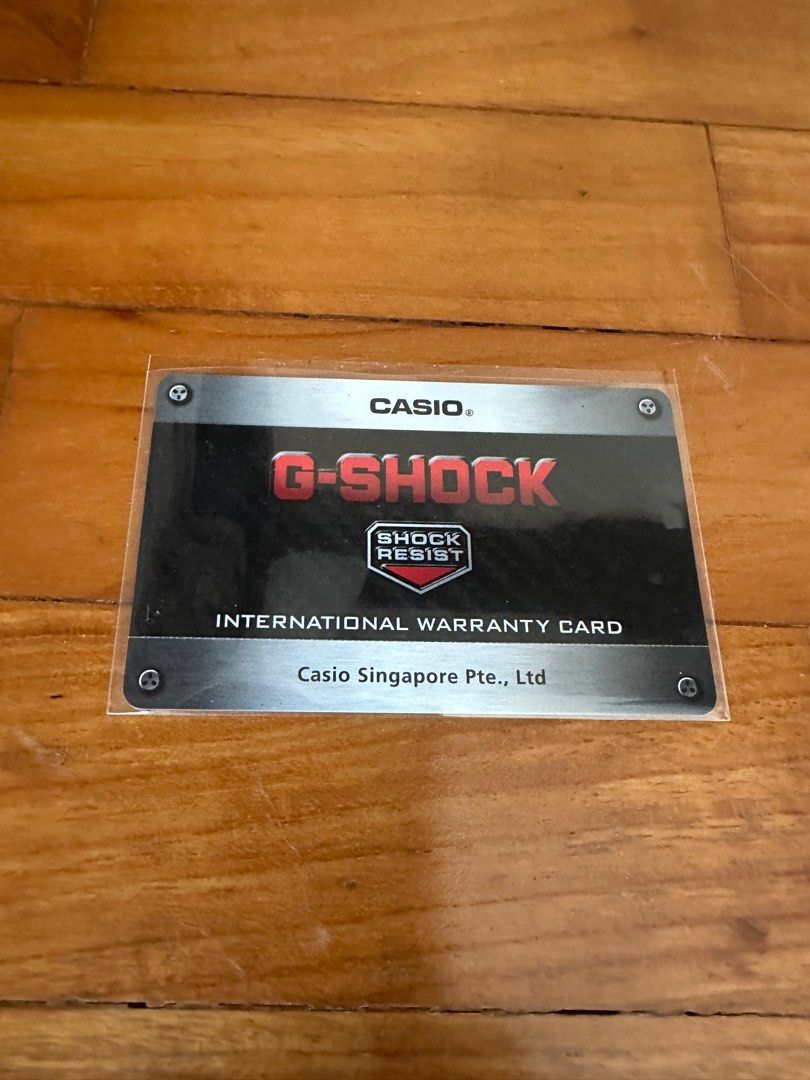 CASIO®
G-SHOCK
SHOCK
RESIST
INTERNATIONAL WARRANTY CARD
Casio Singapore Pte., Ltd